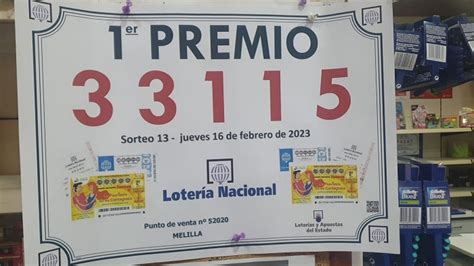 1er PREMIO
33115
Sorteo 13 - jueves 16 de febrero de 2023
Lotería Nacional
Punto de venta nº 52020
MELILLA
Loterías y Apuestas
del Estado